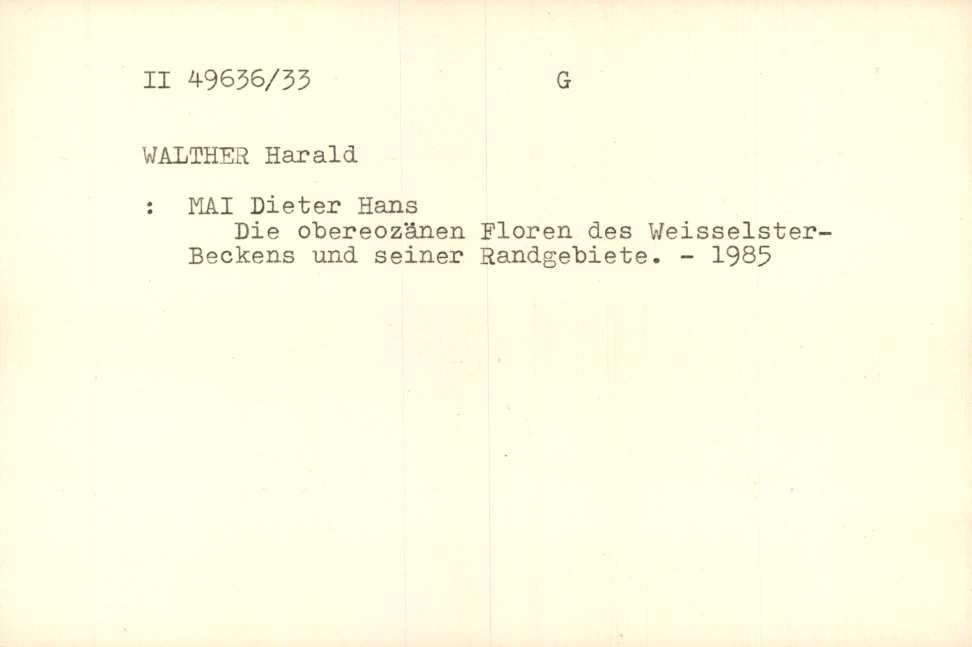 II 49636/33 G
WALTHER Harald
: MAI Dieter Hans
Die obereozänen Floren des Weisselster-
Beckens und seiner Randgebiete. - 1985